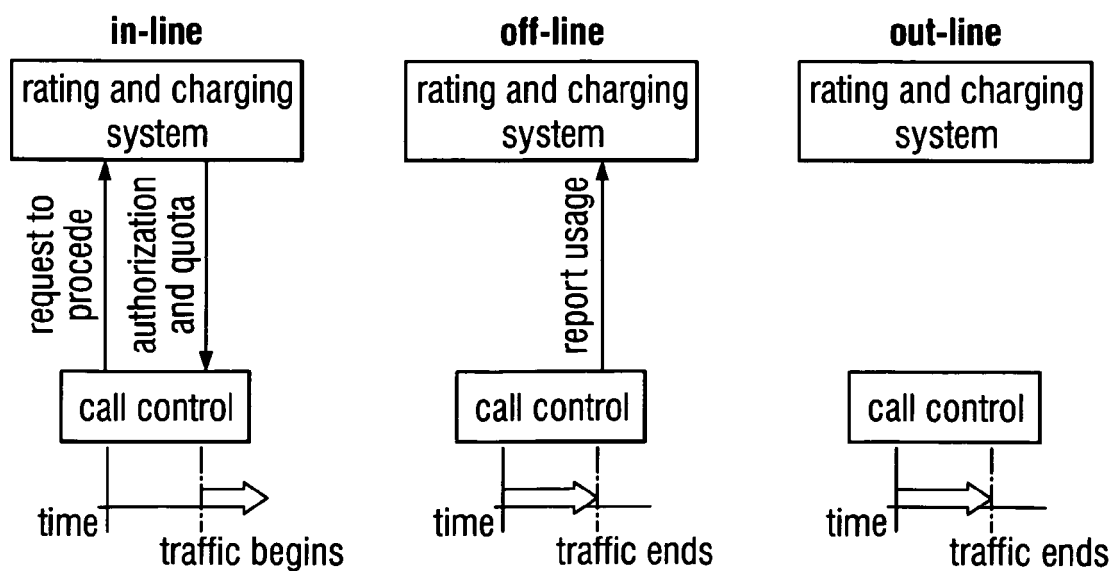 in-line
rating and charging
system
request to
procede
authorization
and quota
call control
time
traffic begins
off-line
rating and charging
system
report usage
call control
time
traffic ends
out-line
rating and charging
system
call control
time
traffic ends